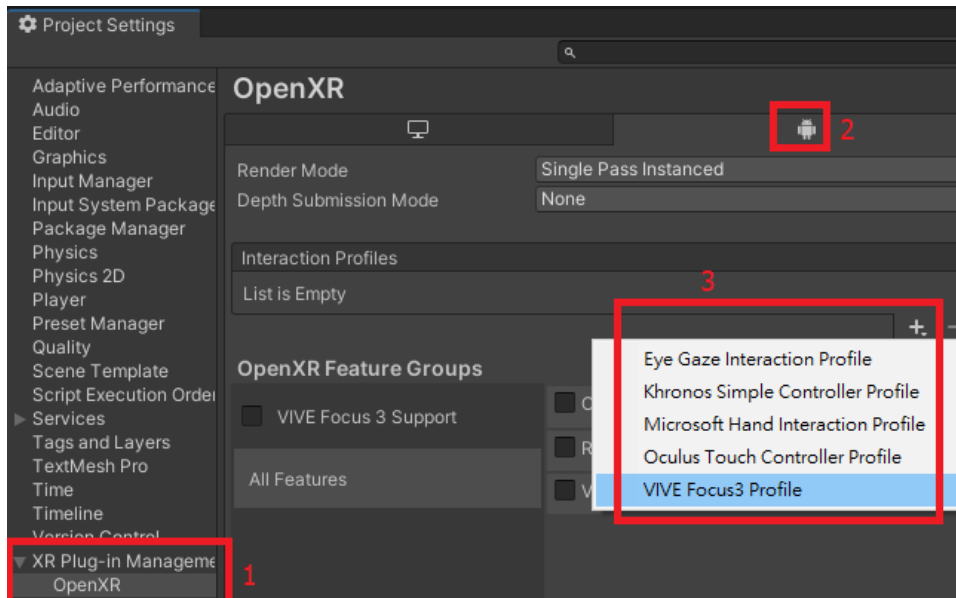 Project Settings
Adaptive Performance
Audio
Editor
Graphics
Input Manager
Input System Package
Package Manager
Physics
Physics 2D
Player
Preset Manager
Quality
Scene Template
Script Execution Order
Services
Tags and Layers
TextMesh Pro
Time
Timeline
Version Control
XR Plug-in Manageme
OpenXR
1
OpenXR
2
Render Mode
Single Pass Instanced
Depth Submission Mode
None
Interaction Profiles
List is Empty
3
Eye Gaze Interaction Profile
Khronos Simple Controller Profile
Microsoft Hand Interaction Profile
Oculus Touch Controller Profile
VIVE Focus3 Profile
OpenXR Feature Groups
VIVE Focus 3 Support
All Features
R
V